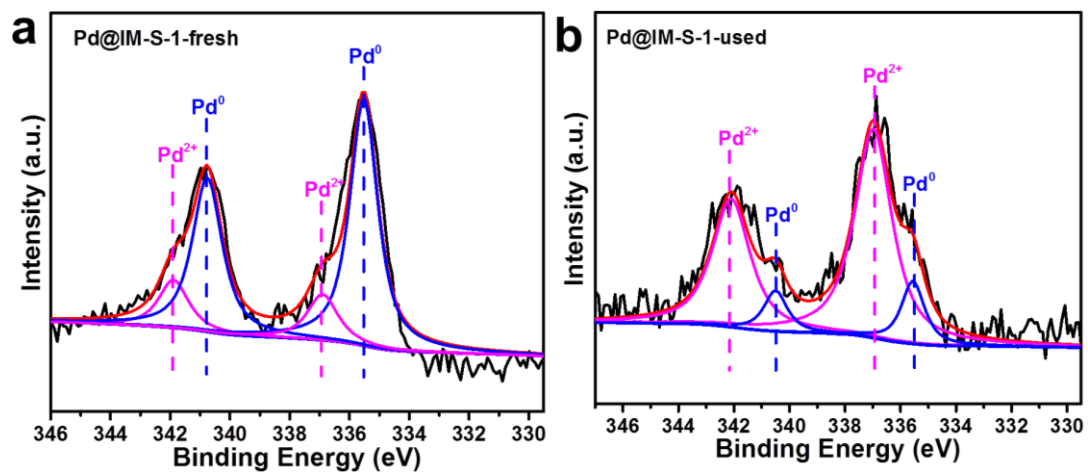 a
Pd@IM-S-1-fresh
Pd⁰
Pd²⁺
Pd⁰
Pd²⁺
Intensity (a.u.)
346 344 342 340 338 336 334 332 330
Binding Energy (eV)
b
Pd@IM-S-1-used
Pd²⁺
Pd²⁺
Pd⁰
Pd⁰
Intensity (a.u.)
346 344 342 340 338 336 334 332 330
Binding Energy (eV)